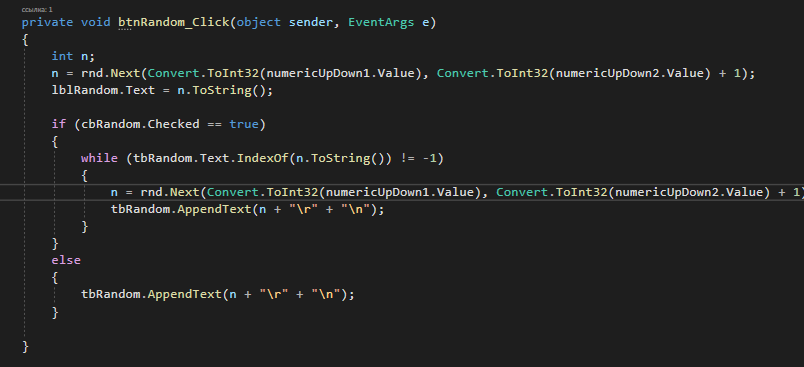 ссылка: 1
private void btnRandom_Click(object sender, EventArgs e)
{
int n;
n = rnd.Next(Convert.ToInt32(numericUpDown1.Value), Convert.ToInt32(numericUpDown2.Value) + 1);
lblRandom.Text = n.ToString();
if (cbRandom.Checked == true)
{
while (tbRandom.Text.IndexOf(n.ToString()) != -1)
{
n = rnd.Next(Convert.ToInt32(numericUpDown1.Value), Convert.ToInt32(numericUpDown2.Value) + 1)
tbRandom.AppendText(n + "\r" + "\n");
}
}
else
{
tbRandom.AppendText(n + "\r" + "\n");
}
}